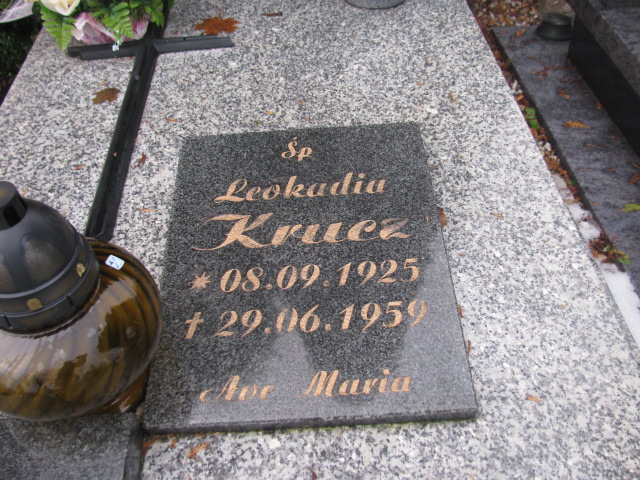 Śp
Leokadia
Krucz
* 08.09.1925
† 29.06.1959
Ave Maria